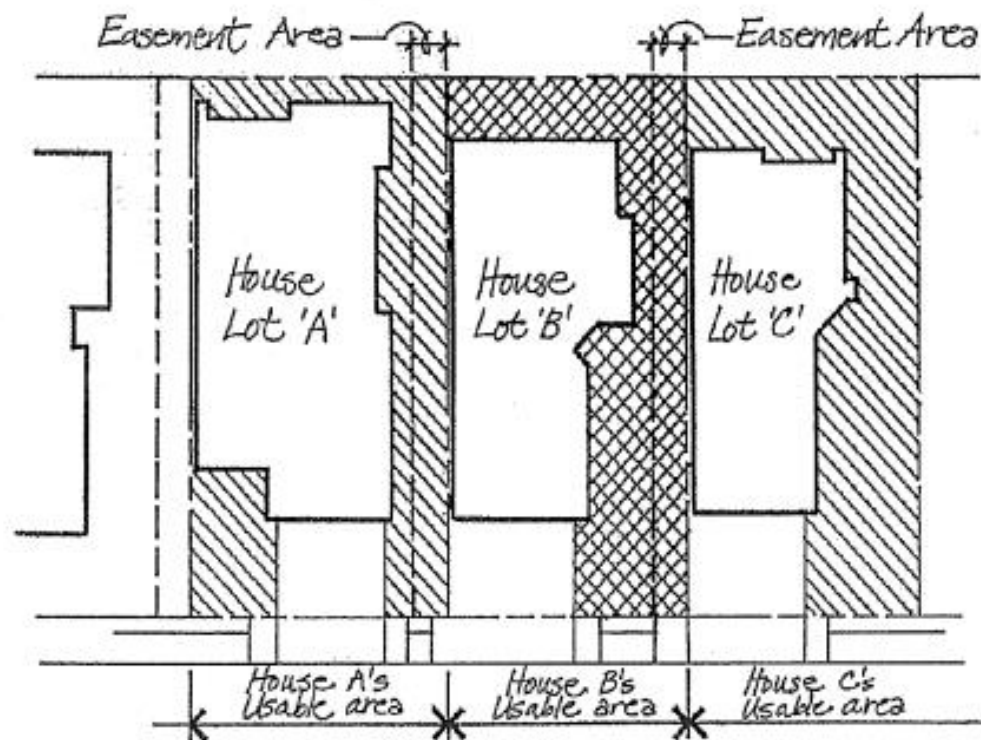 Easement Area
Easement Area
House
Lot 'A'
House
Lot 'B'
House
Lot 'C'
House A's
Usable area
House B's
Usable area
House C's
Usable area